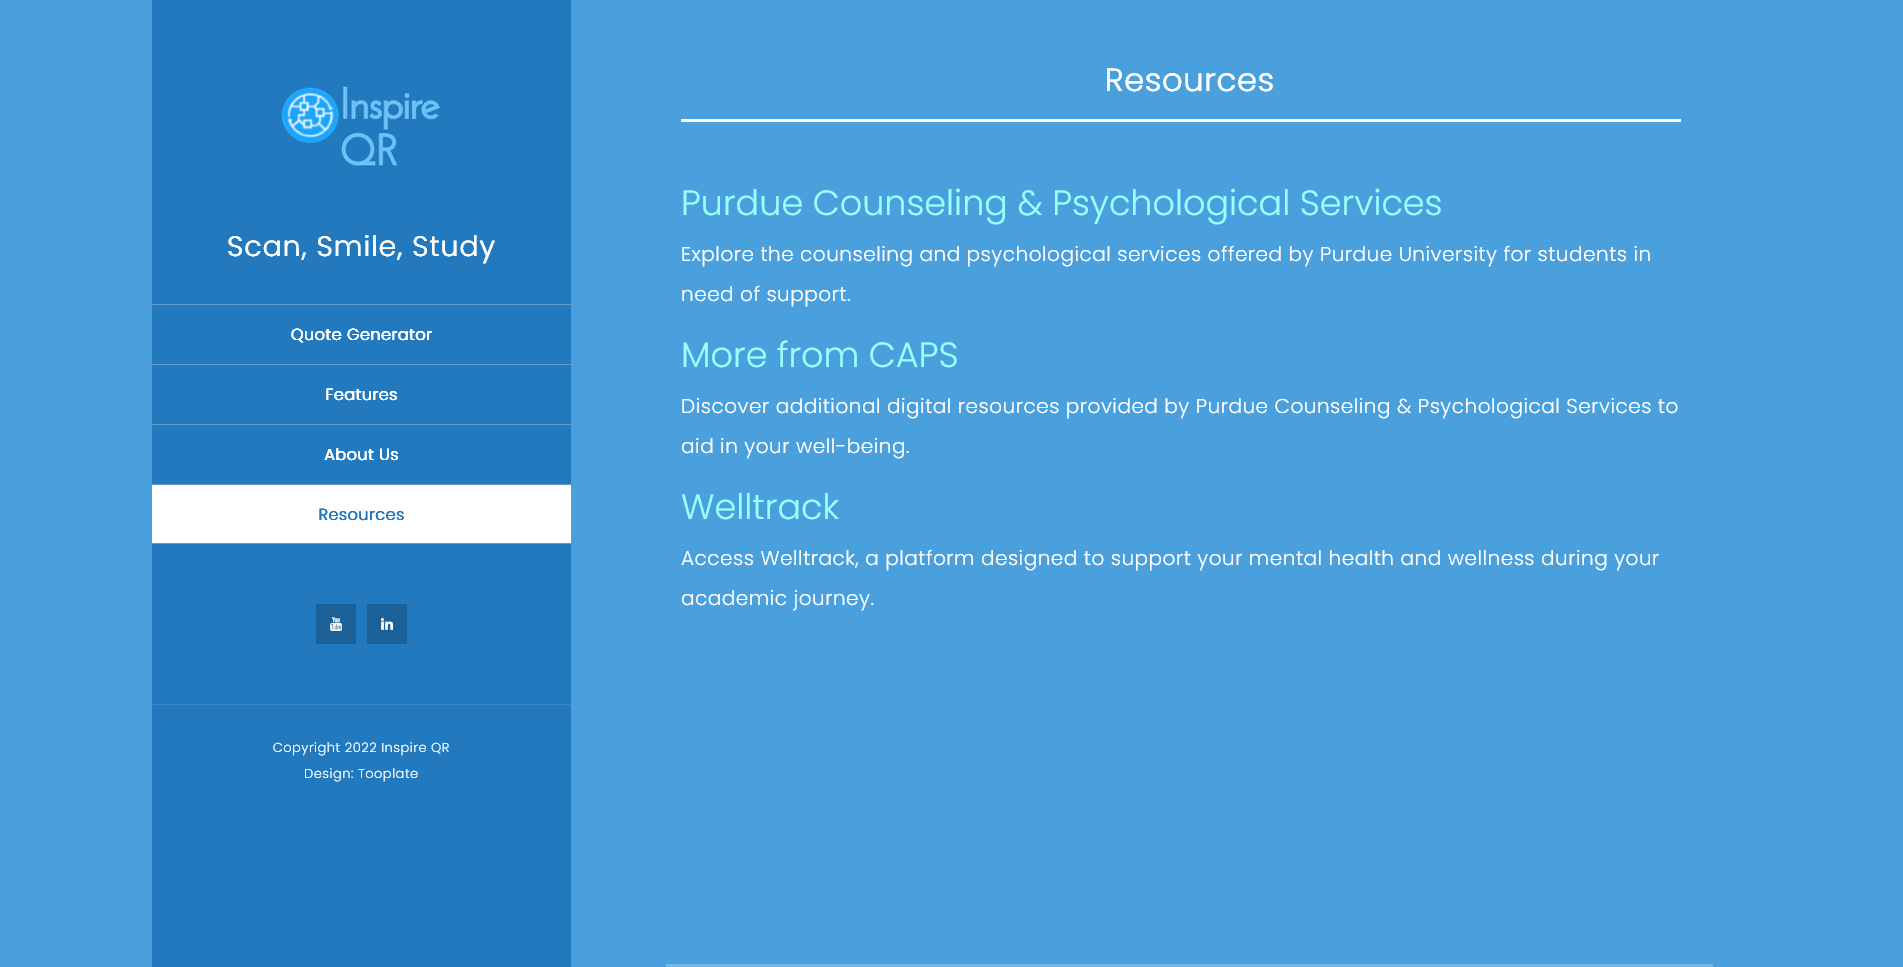 Inspire
QR
Scan, Smile, Study
Quote Generator
Features
About Us
Resources
You
Tube
in
Copyright 2022 Inspire QR
Design: Tooplate
Resources
Purdue Counseling & Psychological Services
Explore the counseling and psychological services offered by Purdue University for students in
need of support.
More from CAPS
Discover additional digital resources provided by Purdue Counseling & Psychological Services to
aid in your well-being.
Welltrack
Access Welltrack, a platform designed to support your mental health and wellness during your
academic journey.